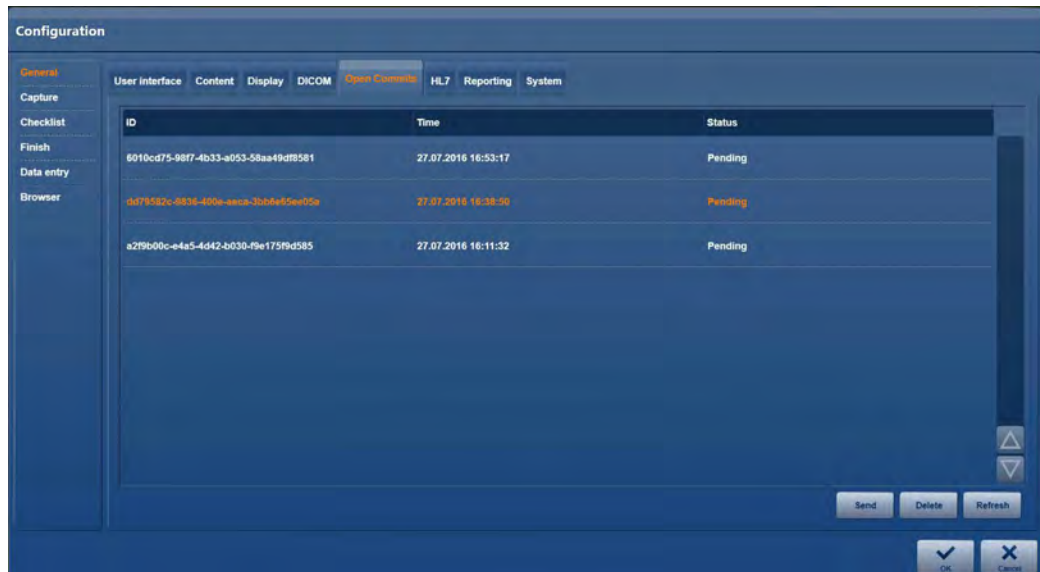 Configuration
General
Capture
Checklist
Finish
Data entry
Browser
User interface Content Display DICOM Open Commits HL7 Reporting System
ID Time Status
6010cd75-98f7-4b33-a053-58aa49df8581 27.07.2016 16:53:17 Pending
27.07.2016 16:38:50 Pending
a2f9b00c-e4a5-4d42-b030-f9e175f9d585 27.07.2016 16:11:32 Pending
Send Delete Refresh
OK Cancel